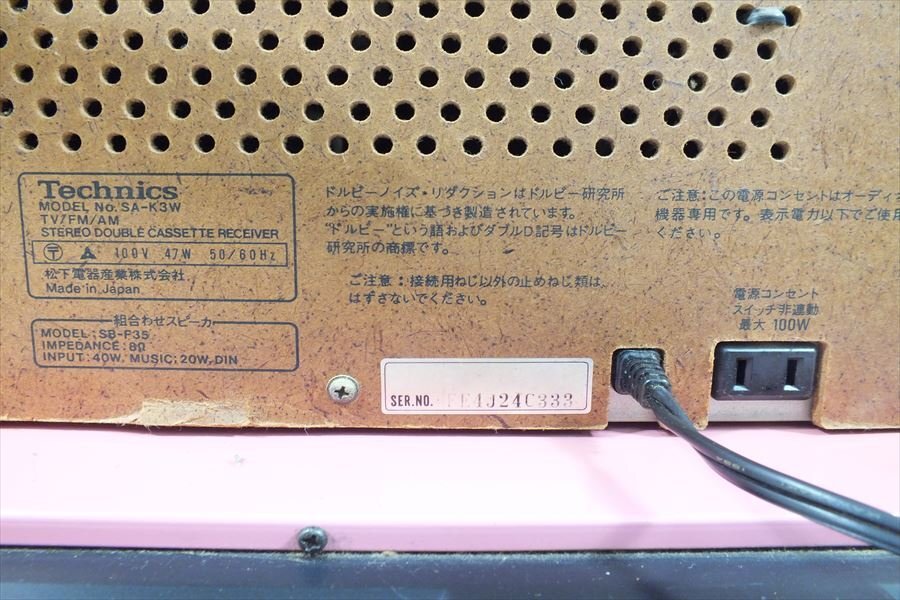 Technics
MODEL No. SA-K3W
TV/FM/AM
STEREO DOUBLE CASSETTE RECEIVER
〒 100V 47W 50/60Hz
松下電器産業株式会社
Made in Japan
組合わせスピーカ
MODEL: SB-F35
IMPEDANCE: 8Ω
INPUT: 40W, MUSIC: 20W, DIN
ドルビーノイズ・リダクションはドルビー研究所
からの実施権に基づき製造されています。
"ドルビー"という語およびダブルD記号はドルビー
研究所の商標です。
ご注意:接続用ねじ以外の止めねじ類は、
はずさないでください。
ご注意:この電源コンセントはオーディオ
機器専用です。表示電力以下でご使用
ください。
電源コンセント
スイッチ非連動
最大 100W
SER.NO. FE4J24C333